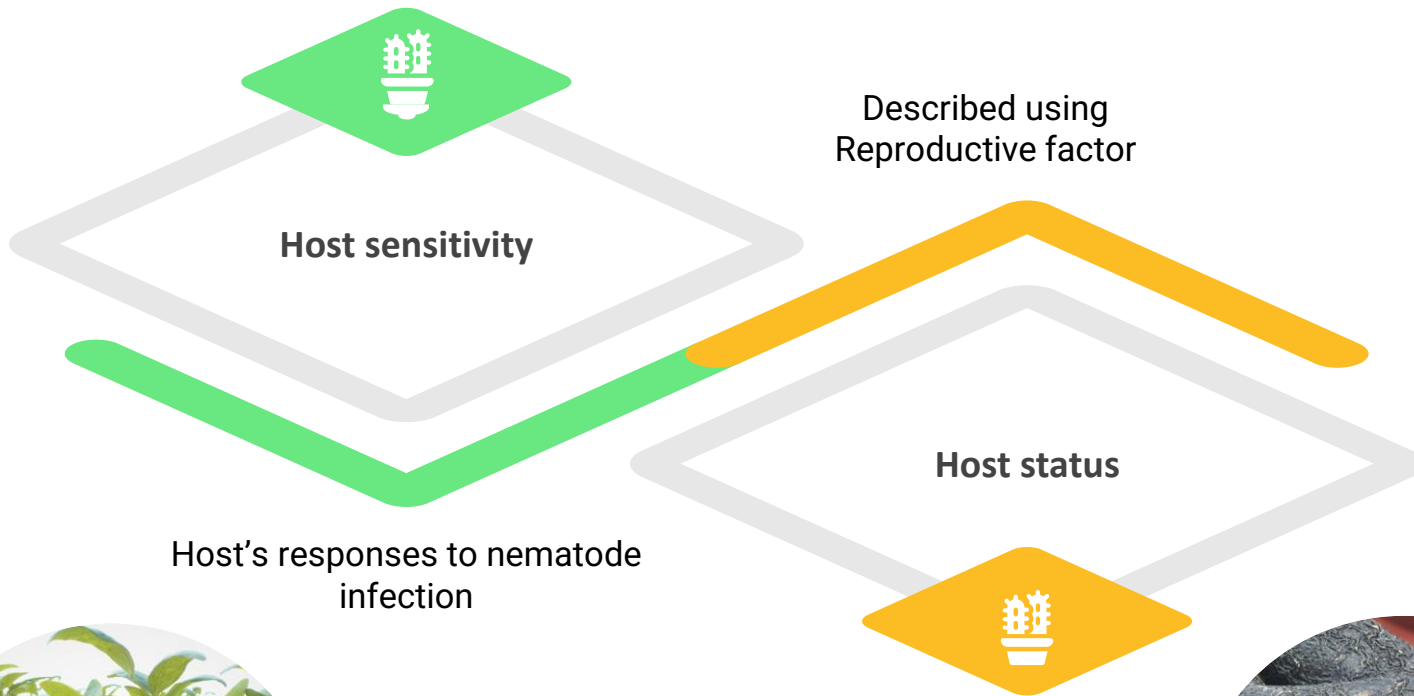 Host sensitivity
Host's responses to nematode
infection
Described using
Reproductive factor
Host status